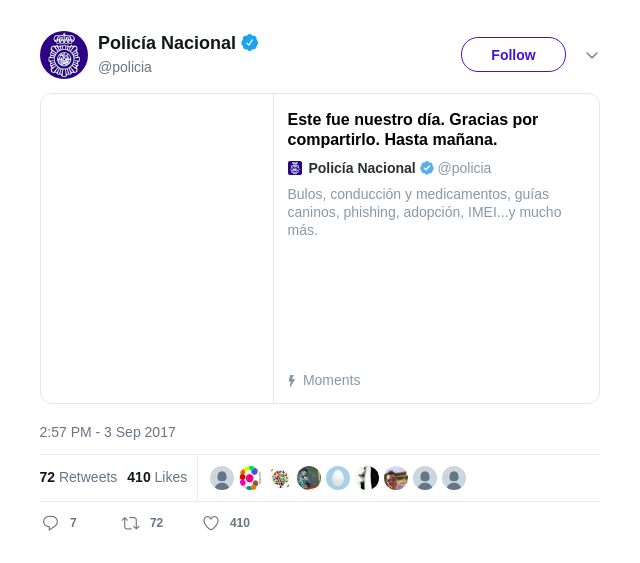 Policía Nacional
@policia
Follow
Este fue nuestro día. Gracias por
compartirlo. Hasta mañana.
Policía Nacional @policia
Bulos, conducción y medicamentos, guías
caninos, phishing, adopción, IMEI...y mucho
más.
Moments
2:57 PM - 3 Sep 2017
72 Retweets 410 Likes
7 72 410